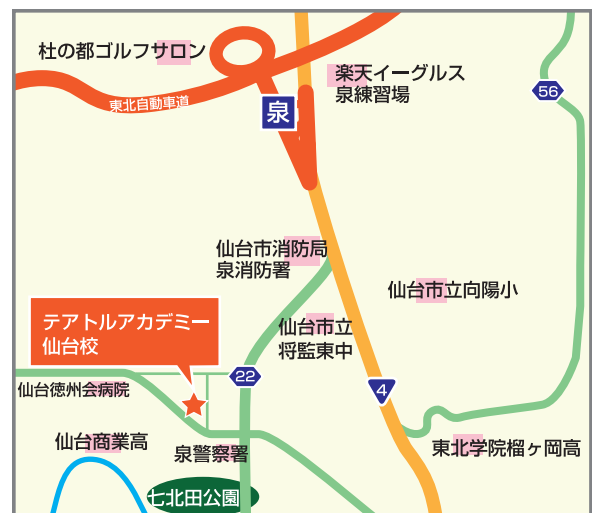 杜の都ゴルフサロン
楽天イーグルス
泉練習場
56
東北自動車道
泉
仙台市消防局
泉消防署
仙台市立向陽小
テアトルアカデミー
仙台校
仙台市立
将監東中
22
4
仙台徳州会病院
仙台商業高
泉警察署
東北学院榴ヶ岡高
七北田公園